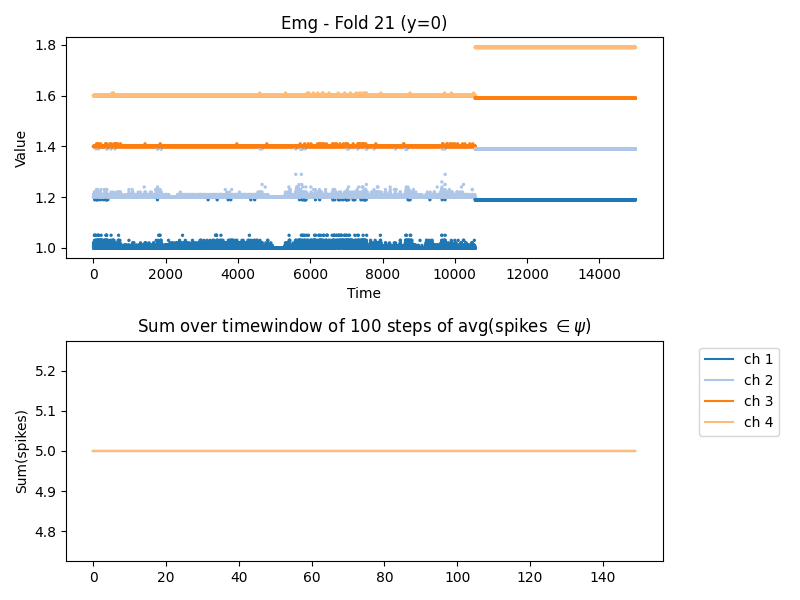 Emg - Fold 21 (y=0)
Value
1.8
1.6
1.4
1.2
1.0
0 2000 4000 6000 8000 10000 12000 14000
Time
Sum over timewindow of 100 steps of avg(spikes ∈ ψ)
Sum(spikes)
5.2
5.1
5.0
4.9
4.8
0 20 40 60 80 100 120 140
ch 1
ch 2
ch 3
ch 4